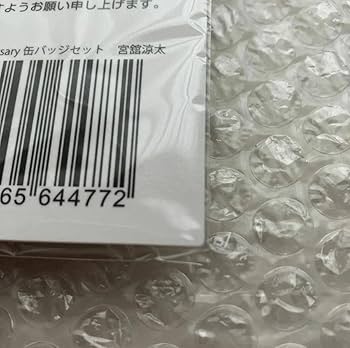 すようお願い申し上げます。
sary 缶バッジセット　宮舘涼太
65 644772